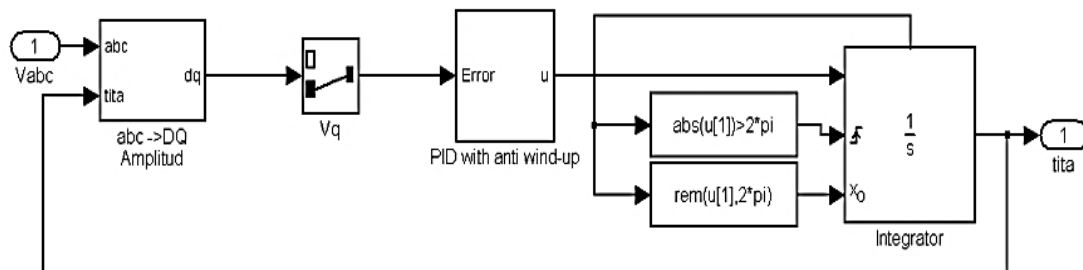 1
Vabc
abc
tita
dq
abc ->DQ
Amplitud
Vq
Error
u
PID with anti wind-up
abs(u[1])>2*pi
rem(u[1],2*pi)
1
s
xo
Integrator
1
tita